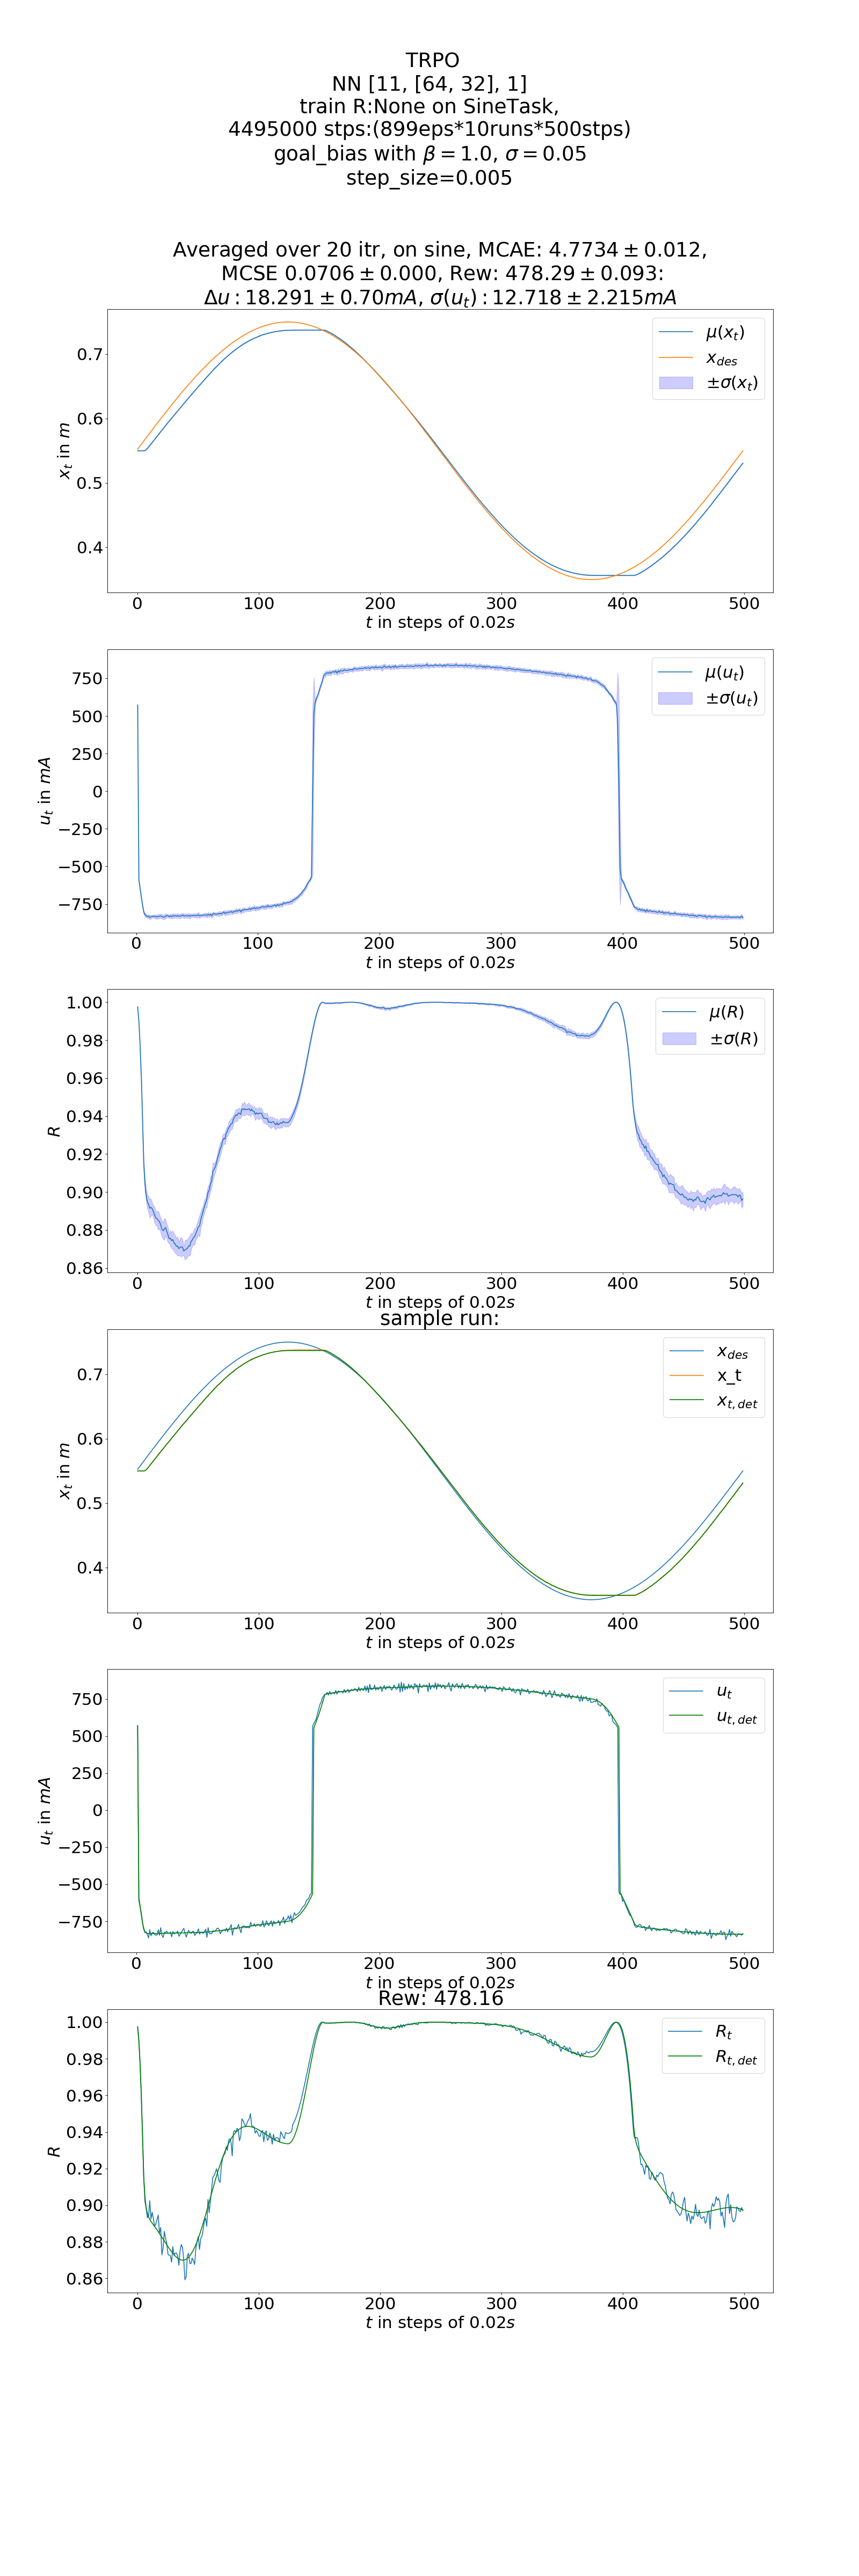 TRPO
NN [11, [64, 32], 1]
train R:None on SineTask,
4495000 stps:(899eps*10runs*500stps)
goal_bias with β = 1.0, σ = 0.05
step_size=0.005
Averaged over 20 itr, on sine, MCAE: 4.7734 ± 0.012,
MCSE 0.0706 ± 0.000, Rew: 478.29 ± 0.093:
Δu : 18.291 ± 0.70mA, σ(u_t) : 12.718 ± 2.215mA
μ(x_t)
x_des
±σ(x_t)
0.7
0.6
0.5
0.4
x_t in m
0 100 200 300 400 500
t in steps of 0.02s
μ(u_t)
±σ(u_t)
750
500
250
0
−250
−500
−750
u_t in mA
0 100 200 300 400 500
t in steps of 0.02s
μ(R)
±σ(R)
1.00
0.98
0.96
0.94
0.92
0.90
0.88
0.86
R
0 100 200 300 400 500
t in steps of 0.02s
sample run:
x_des
x_t
x_t,det
0.7
0.6
0.5
0.4
x_t in m
0 100 200 300 400 500
t in steps of 0.02s
u_t
u_t,det
750
500
250
0
−250
−500
−750
u_t in mA
0 100 200 300 400 500
t in steps of 0.02s
Rew: 478.16
R_t
R_t,det
1.00
0.98
0.96
0.94
0.92
0.90
0.88
0.86
R
0 100 200 300 400 500
t in steps of 0.02s